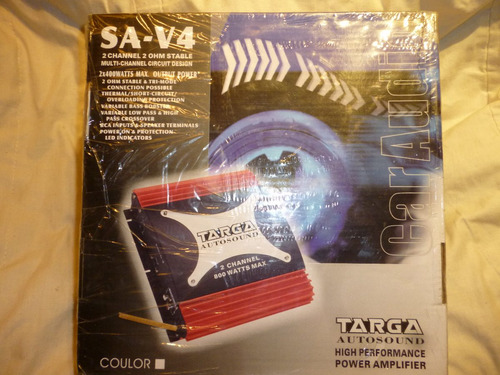 SA-V4
2 CHANNEL 2 OHM STABLE
MULTI-CHANNEL CIRCUIT DESIGN
2x400WATTS MAX. OUTPUT POWER
2 OHM STABLE & TRI-MODE
CONNECTION POSSIBLE
THERMAL/SHORT-CIRCUIT/
OVERLOADING PROTECTION
VARIABLE BASS BOOSTER
VARIABLE LOW PASS & HIGH
PASS CROSSOVER
RCA INPUTS & SPEAKER TERMINALS
POWER ON & PROTECTION
LED INDICATORS
Car Audio
TARGA
AUTOSOUND
2 CHANNEL
800 WATTS MAX
TARGA
AUTOSOUND
HIGH PERFORMANCE
POWER AMPLIFIER
COULOR